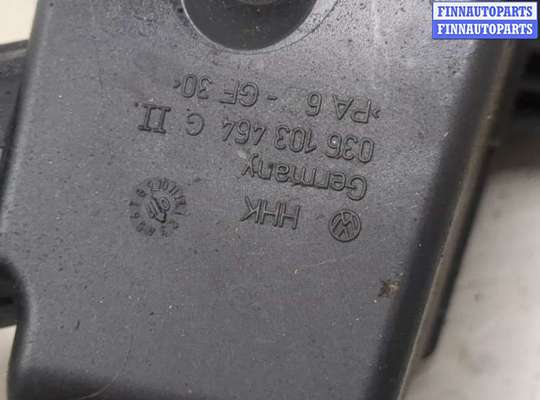 FINNAUTOPARTS
FINNAUTOPARTS
HHK
Germany
036 103 464 G II.
>PA 6 - GF 30<